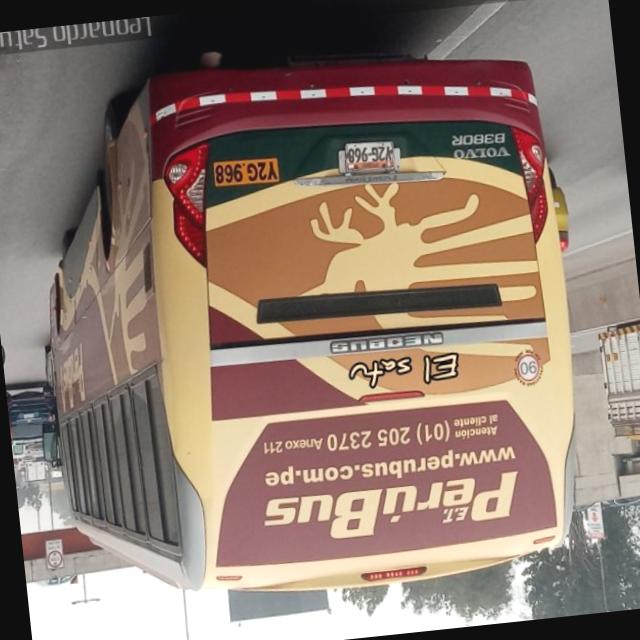 E.T.
PerúBus
www.perubus.com.pe
Atención
al cliente (01) 205 2370 Anexo 211
El satu
NEOBUS
90
VOLVO
B380R
Y2G-968
Y2G.968
Leonardo Satu